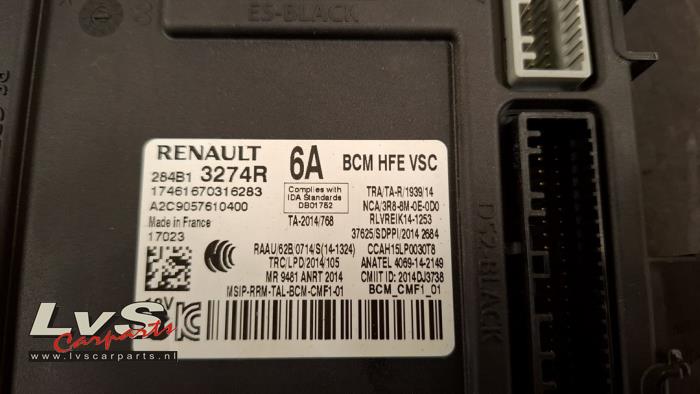 ES-BLACK
RENAULT 6A BCM HFE VSC
284B1 3274R
17461670316283
A2C9057610400
Made in France
17023
Complies with
IDA Standards
DB01752
TA-2014/768
TRA/TA-R/1939/14
NCA/3R8-8M-0E-0D0
RLVREIK14-1253
37625/SDPPI/2014 2684
RAAU/62B/0714/S(14-1324) CCAH15LP0030T8
TRC/LPD/2014/105 ANATEL 4069-14-2149
MR 9481 ANRT 2014 CMIIT ID: 2014DJ3738
MSIP-RRM-TAL-BCM-CMF1-01 BCM_CMF1_01
D52-BLACK
LvS
Carparts
www.lvscarparts.nl